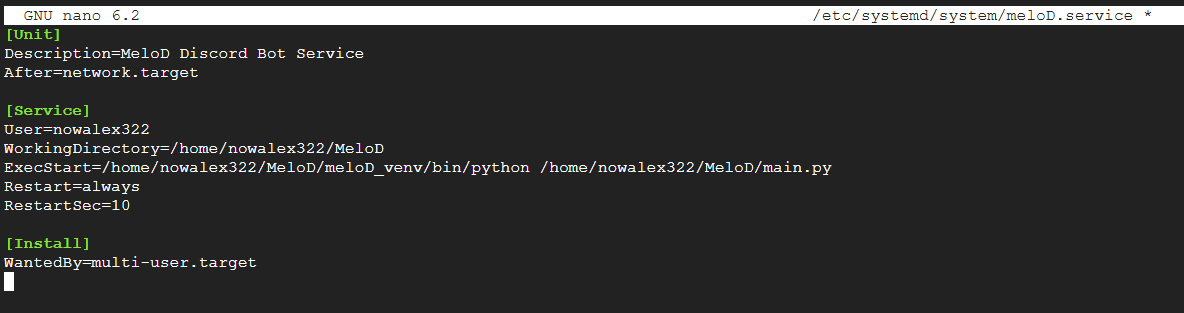 GNU nano 6.2 /etc/systemd/system/meloD.service *
[Unit]
Description=MeloD Discord Bot Service
After=network.target
[Service]
User=nowalex322
WorkingDirectory=/home/nowalex322/MeloD
ExecStart=/home/nowalex322/MeloD/meloD_venv/bin/python /home/nowalex322/MeloD/main.py
Restart=always
RestartSec=10
[Install]
WantedBy=multi-user.target